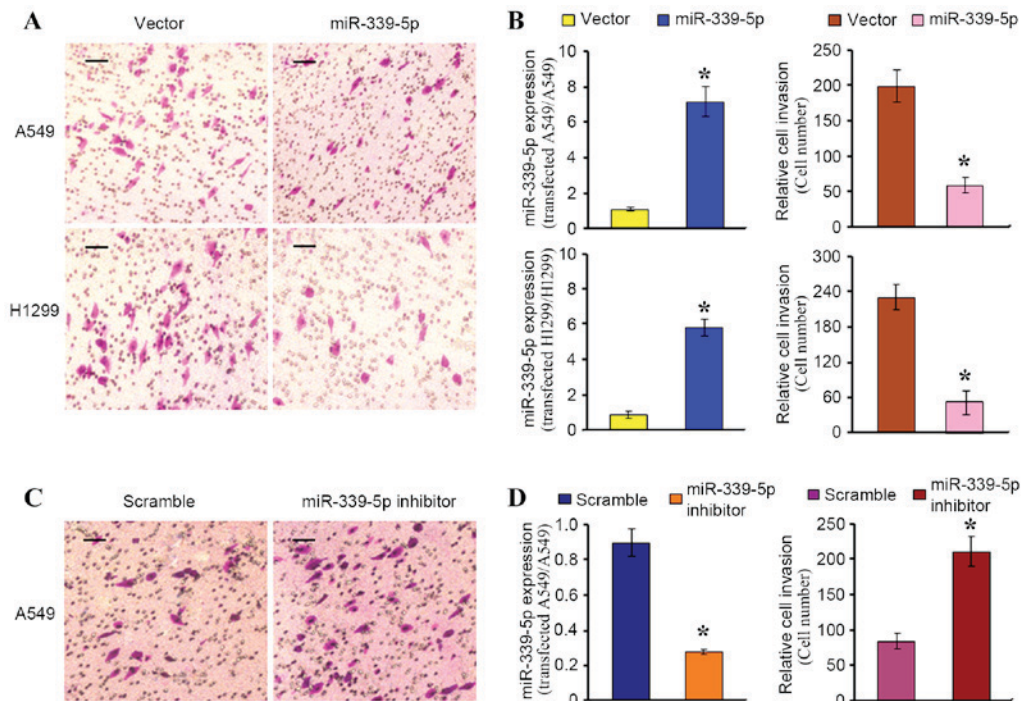 A
Vector
miR-339-5p
A549
H1299
B
Vector
miR-339-5p
miR-339-5p expression
(transfected A549/A549)
10
8
6
4
2
0
*
Vector
miR-339-5p
Relative cell invasion
(Cell number)
250
200
150
100
50
0
*
miR-339-5p expression
(transfected H1299/H1299)
10
8
6
4
2
0
*
Relative cell invasion
(Cell number)
300
240
180
120
60
0
*
C
Scramble
miR-339-5p inhibitor
A549
D
Scramble
miR-339-5p
inhibitor
miR-339-5p expression
(transfected A549/A549)
1.0
0.8
0.6
0.4
0.2
0
*
Scramble
miR-339-5p
inhibitor
Relative cell invasion
(Cell number)
250
200
150
100
50
0
*